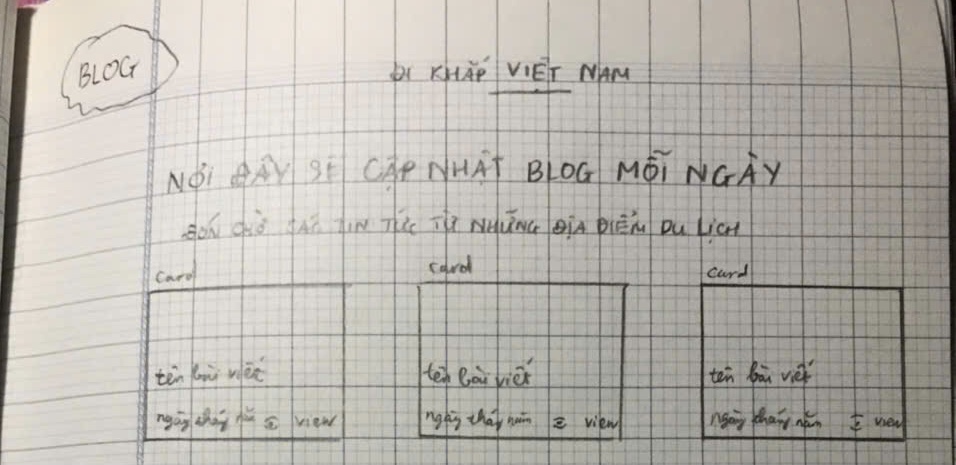 BLOG
ĐI KHẮP VIỆT NAM
NƠI ĐÂY SẼ CẬP NHẬT BLOG MỖI NGÀY
ĐÓN CHỜ CÁC TIN TỨC TỪ NHỮNG ĐỊA ĐIỂM DU LỊCH
card card card
tên bài viết tên bài viết tên bài viết
ngày tháng năm view ngày tháng năm view ngày tháng năm view